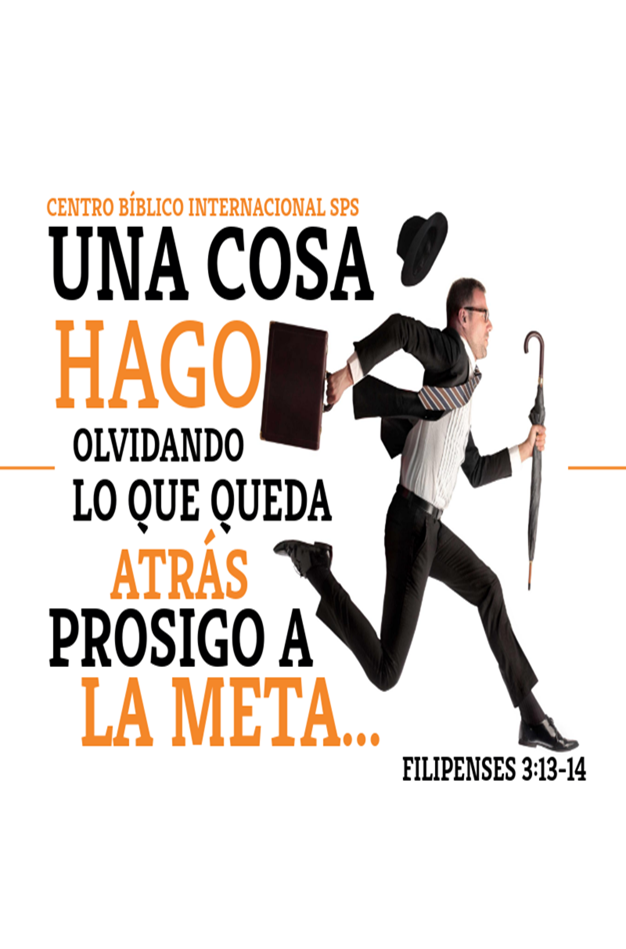 CENTRO BÍBLICO INTERNACIONAL SPS
UNA COSA
HAGO
OLVIDANDO
LO QUE QUEDA
ATRÁS
PROSIGO A
LA META...
FILIPENSES 3:13-14